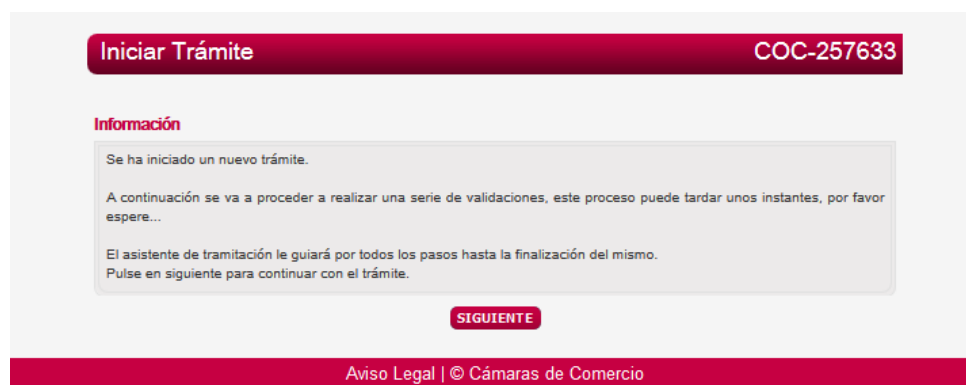 Iniciar Trámite COC-257633
Información
Se ha iniciado un nuevo trámite.
A continuación se va a proceder a realizar una serie de validaciones, este proceso puede tardar unos instantes, por favor
espere...
El asistente de tramitación le guiará por todos los pasos hasta la finalización del mismo.
Pulse en siguiente para continuar con el trámite.
SIGUIENTE
Aviso Legal | © Cámaras de Comercio